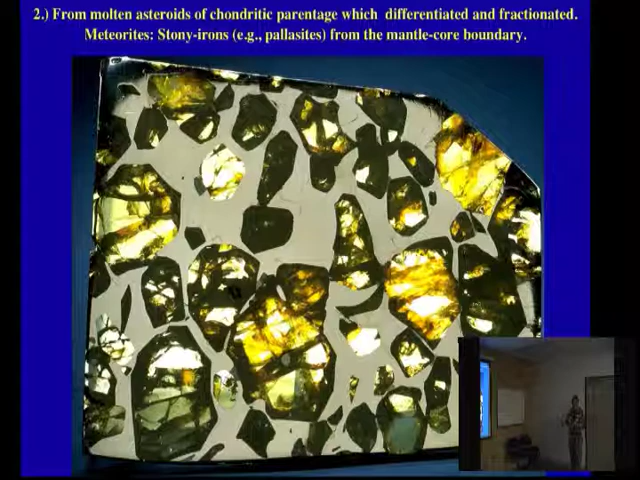 2.) From molten asteroids of chondritic parentage which differentiated and fractionated.
Meteorites: Stony-irons (e.g., pallasites) from the mantle-core boundary.